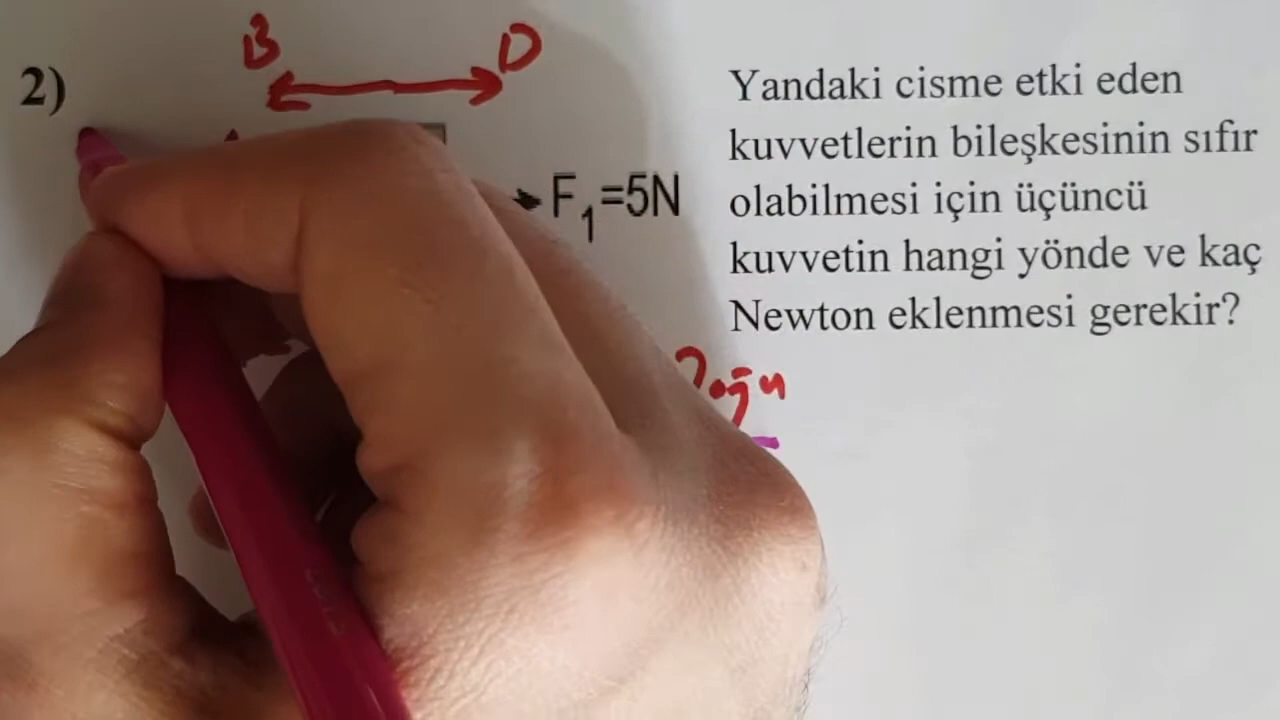 B D
2)
F1=5N
Yandaki cisme etki eden
kuvvetlerin bileşkesinin sıfır
olabilmesi için üçüncü
kuvvetin hangi yönde ve kaç
Newton eklenmesi gerekir?
Doğu